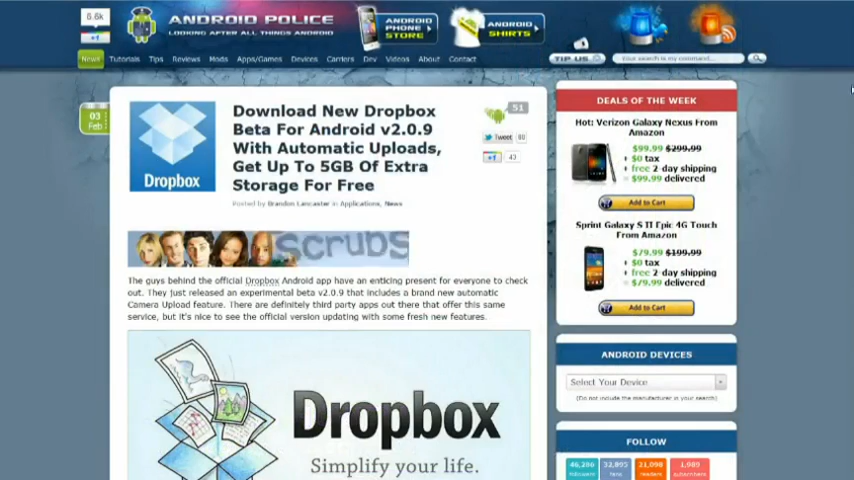 6.6k
+1
ANDROID POLICE
LOOKING AFTER ALL THINGS ANDROID
ANDROID
PHONE
STORE
ANDROID
SHIRTS
News Tutorials Tips Reviews Mods Apps/Games Devices Carriers Dev Videos About Contact
TIP US
Your search is my command...
03
Feb
Dropbox
Download New Dropbox
Beta For Android v2.0.9
With Automatic Uploads,
Get Up To 5GB Of Extra
Storage For Free
Posted by Brandon Lancaster in Applications, News
51
Tweet 80
+1 43
scrubs
The guys behind the official Dropbox Android app have an enticing present for everyone to check
out. They just released an experimental beta v2.0.9 that includes a brand new automatic
Camera Upload feature. There are definitely third party apps out there that offer this same
service, but it's nice to see the official version updating with some fresh new features.
Dropbox
Simplify your life.
DEALS OF THE WEEK
Hot: Verizon Galaxy Nexus From
Amazon
$99.99 $299.99
+ $0 tax
+ free 2-day shipping
= $99.99 delivered
Add to Cart
Sprint Galaxy S II Epic 4G Touch
From Amazon
$79.99 $199.99
+ $0 tax
+ free 2-day shipping
= $79.99 delivered
Add to Cart
ANDROID DEVICES
Select Your Device
(Do not include the manufacturer in your search)
FOLLOW
46,206 32,895 21,098 1,989
followers fans readers subscribers